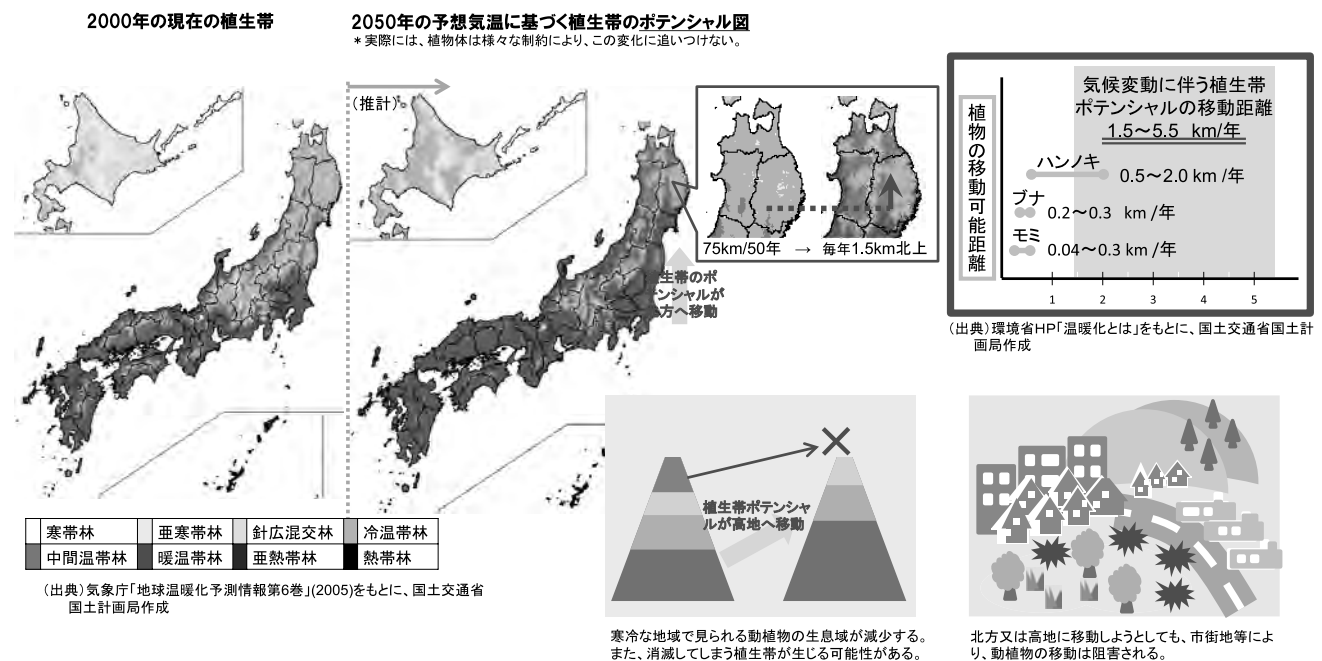 2000年の現在の植生帯
2050年の予想気温に基づく植生帯のポテンシャル図
＊実際には、植物体は様々な制約により、この変化に追いつけない。
(推計)
75km/50年 → 毎年1.5km北上
生帯のポ
ンシャルが
方へ移動
植物の移動可能距離
気候変動に伴う植生帯
ポテンシャルの移動距離
1.5～5.5 km/年
ハンノキ
0.5～2.0 km /年
ブナ
0.2～0.3 km /年
モミ
0.04～0.3 km /年
1 2 3 4 5
(出典)環境省HP「温暖化とは」をもとに、国土交通省国土計
画局作成
寒帯林 亜寒帯林 針広混交林 冷温帯林
中間温帯林 暖温帯林 亜熱帯林 熱帯林
(出典)気象庁「地球温暖化予測情報第6巻」(2005)をもとに、国土交通省
国土計画局作成
植生帯ポテンシャ
ルが高地へ移動
寒冷な地域で見られる動植物の生息域が減少する。
また、消滅してしまう植生帯が生じる可能性がある。
北方又は高地に移動しようとしても、市街地等によ
り、動植物の移動は阻害される。